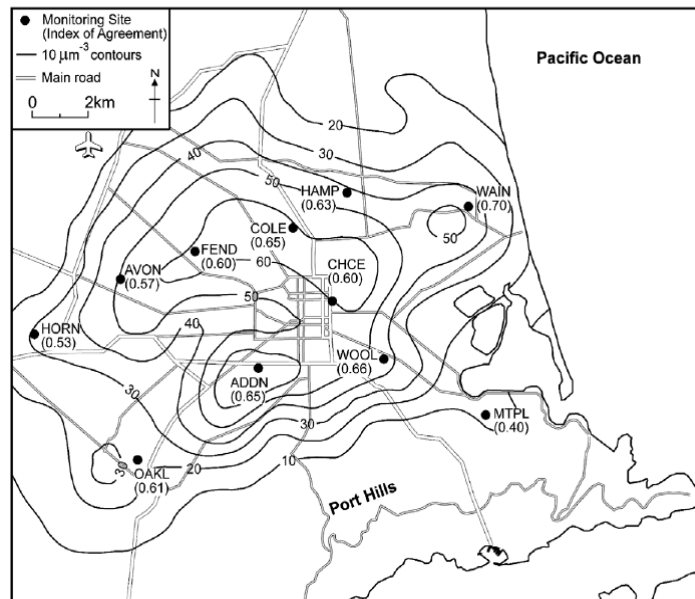 Monitoring Site
(Index of Agreement)
10 μm⁻³ contours
Main road
N
0 2km
Pacific Ocean
20
30
40
50
HAMP
(0.63)
WAIN
(0.70)
50
COLE
(0.65)
FEND
(0.60)
60
CHCE
(0.60)
AVON
(0.57)
50
40
HORN
(0.53)
WOOL
(0.66)
ADDN
(0.65)
30
MTPL
(0.40)
30
20
10
30
OAKL
(0.61)
Port Hills